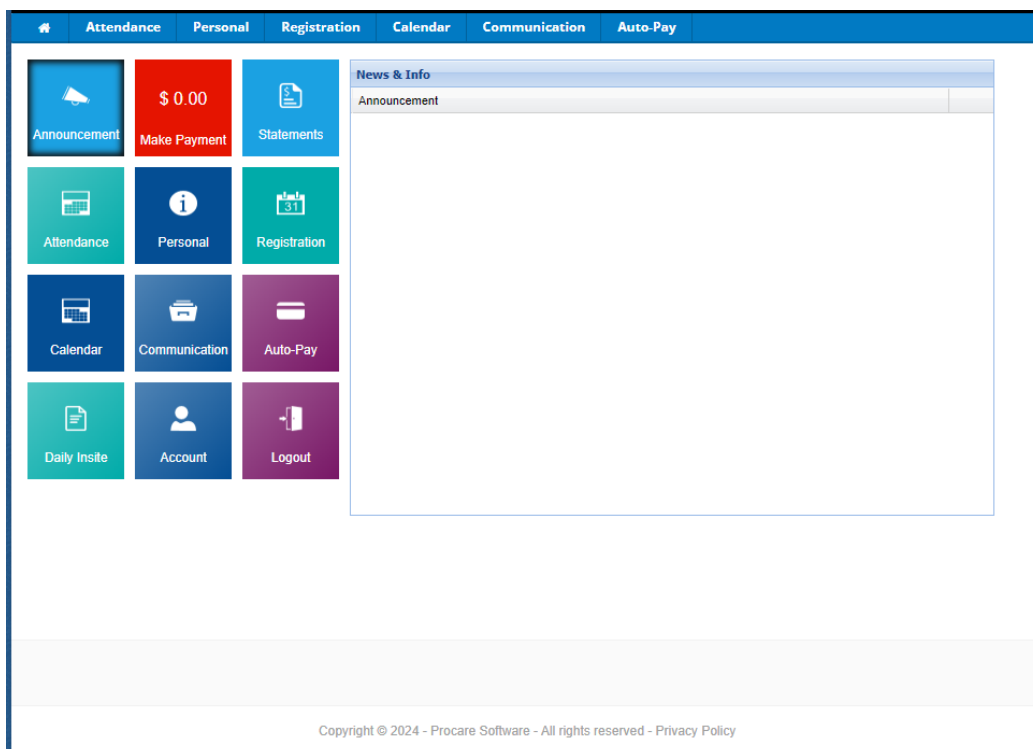 Attendance Personal Registration Calendar Communication Auto-Pay
News & Info
Announcement
Announcement
$ 0.00
Make Payment
Statements
Attendance
Personal
31
Registration
Calendar
Communication
Auto-Pay
Daily Insite
Account
Logout
Copyright © 2024 - Procare Software - All rights reserved - Privacy Policy